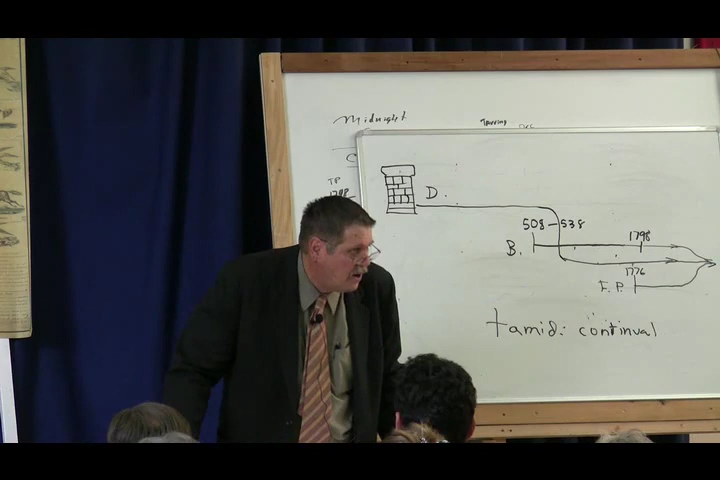 Midnight
C
TP
1798
D.
508 – 538
B.
1798
1776
F.P.
tamid: continual